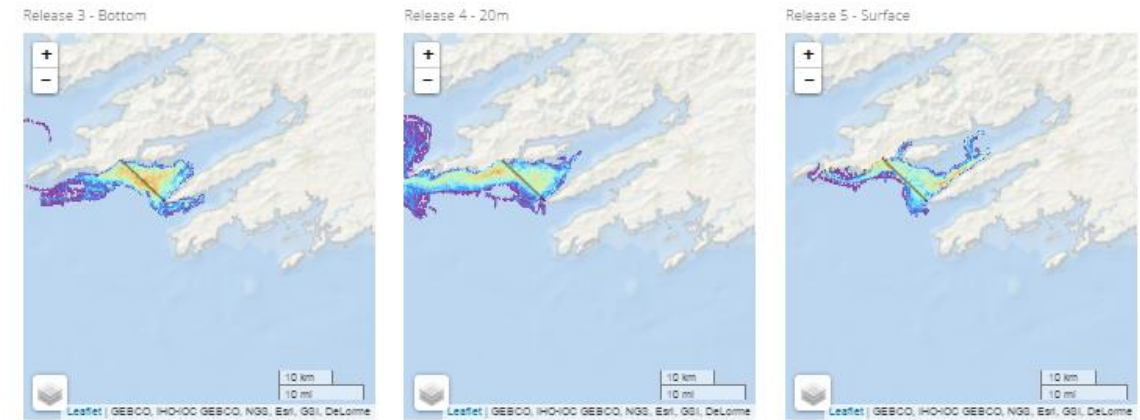 Release 3 - Bottom
Release 4 - 20m
Release 5 - Surface
+
−
+
−
+
−
10 km
10 mi
10 km
10 mi
10 km
10 mi
Leaflet | GEBCO, IHO-IOC GEBCO, NGS, Esri, GSI, DeLorme
Leaflet | GEBCO, IHO-IOC GEBCO, NGS, Esri, GSI, DeLorme
Leaflet | GEBCO, IHO-IOC GEBCO, NGS, Esri, GSI, DeLorme